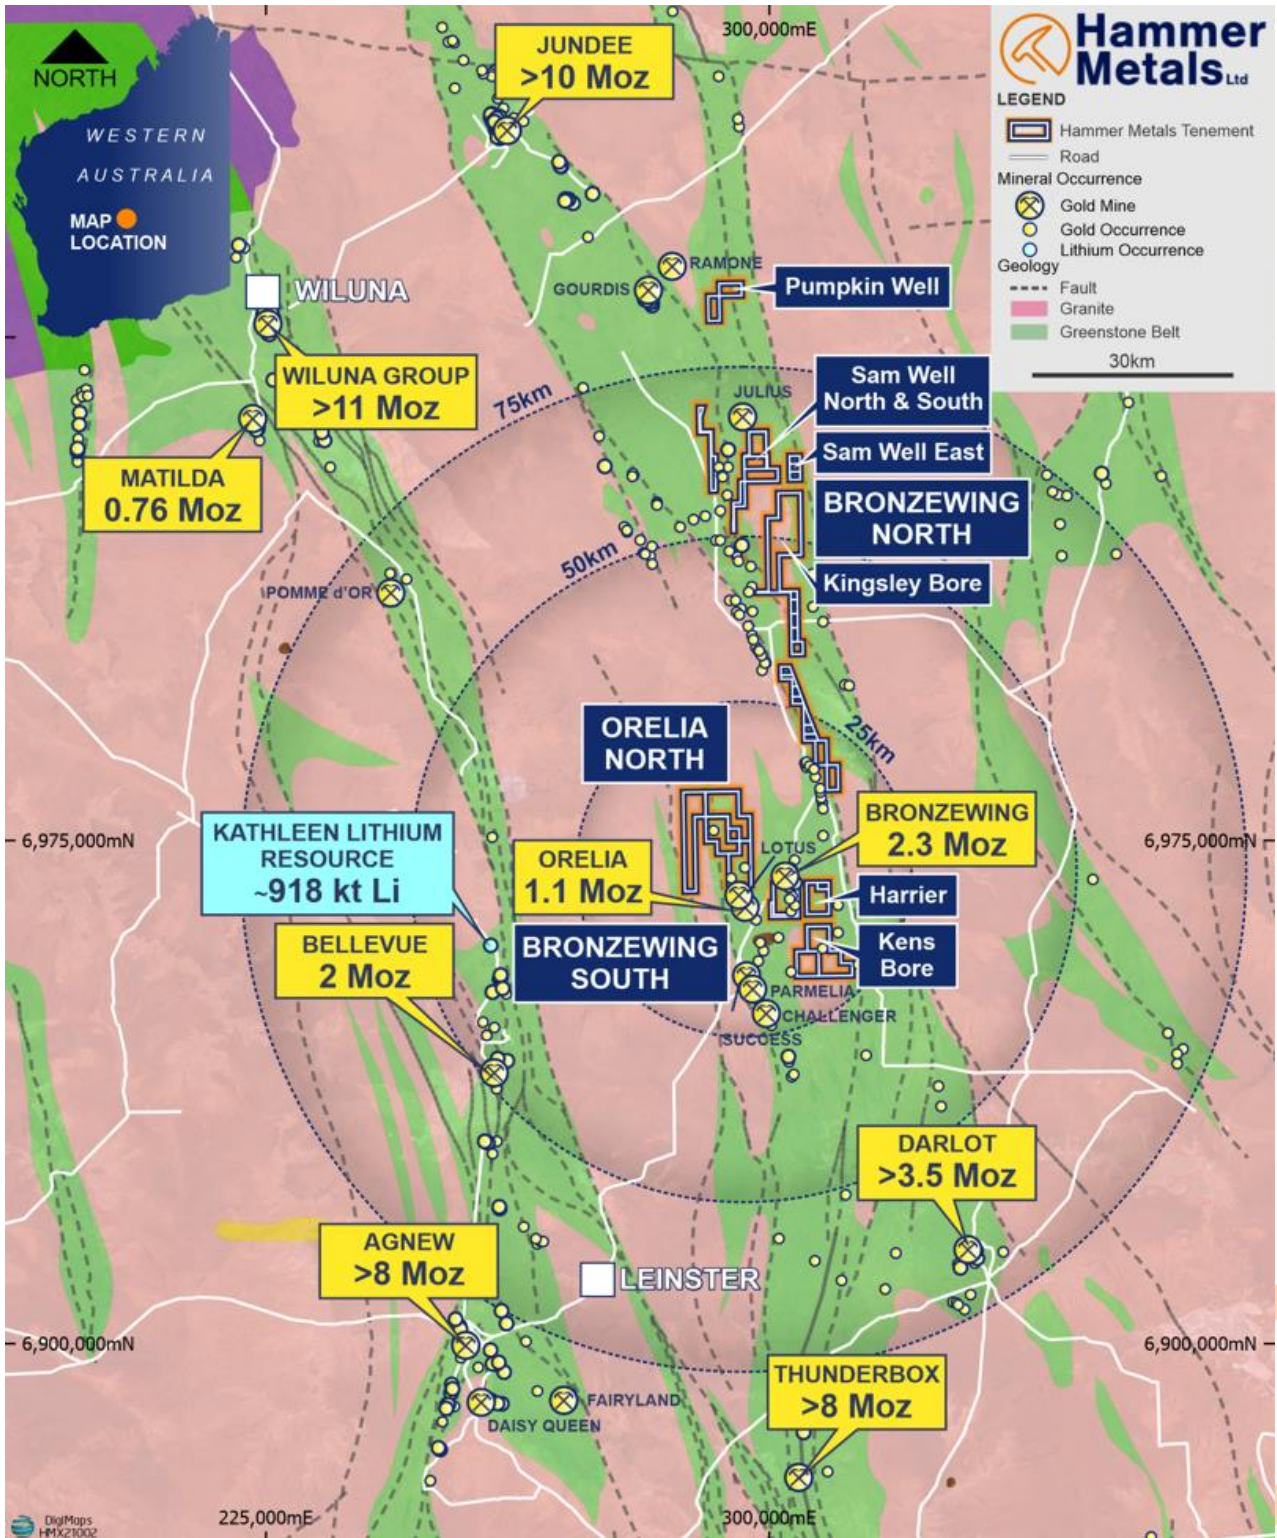 300,000mE
Hammer
Metals Ltd
LEGEND
Hammer Metals Tenement
Road
Mineral Occurrence
Gold Mine
Gold Occurrence
Lithium Occurrence
Geology
Fault
Granite
Greenstone Belt
30km
NORTH
WESTERN
AUSTRALIA
MAP
LOCATION
JUNDEE
>10 Moz
RAMONE
GOURDIS
Pumpkin Well
WILUNA
WILUNA GROUP
>11 Moz
MATILDA
0.76 Moz
75km
JULIUS
Sam Well
North & South
Sam Well East
BRONZEWING
NORTH
Kingsley Bore
50km
POMME d'OR
ORELIA
NORTH
25km
6,975,000mN
6,975,000mN
KATHLEEN LITHIUM
RESOURCE
~918 kt Li
ORELIA
1.1 Moz
LOTUS
BRONZEWING
2.3 Moz
Harrier
BELLEVUE
2 Moz
BRONZEWING
SOUTH
Kens
Bore
PARMELIA
CHALLENGER
SUCCESS
DARLOT
>3.5 Moz
AGNEW
>8 Moz
LEINSTER
6,900,000mN
6,900,000mN
THUNDERBOX
>8 Moz
FAIRYLAND
DAISY QUEEN
DigiMaps
HMX21002
225,000mE
300,000mE